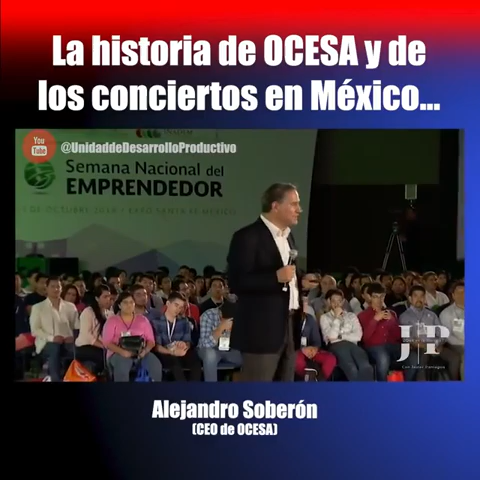 La historia de OCESA y de
los conciertos en México...
You
Tube
@UnidaddeDesarrolloProductivo
Semana Nacional del
EMPRENDEDOR
J|P
Alejandro Soberón
(CEO de OCESA)